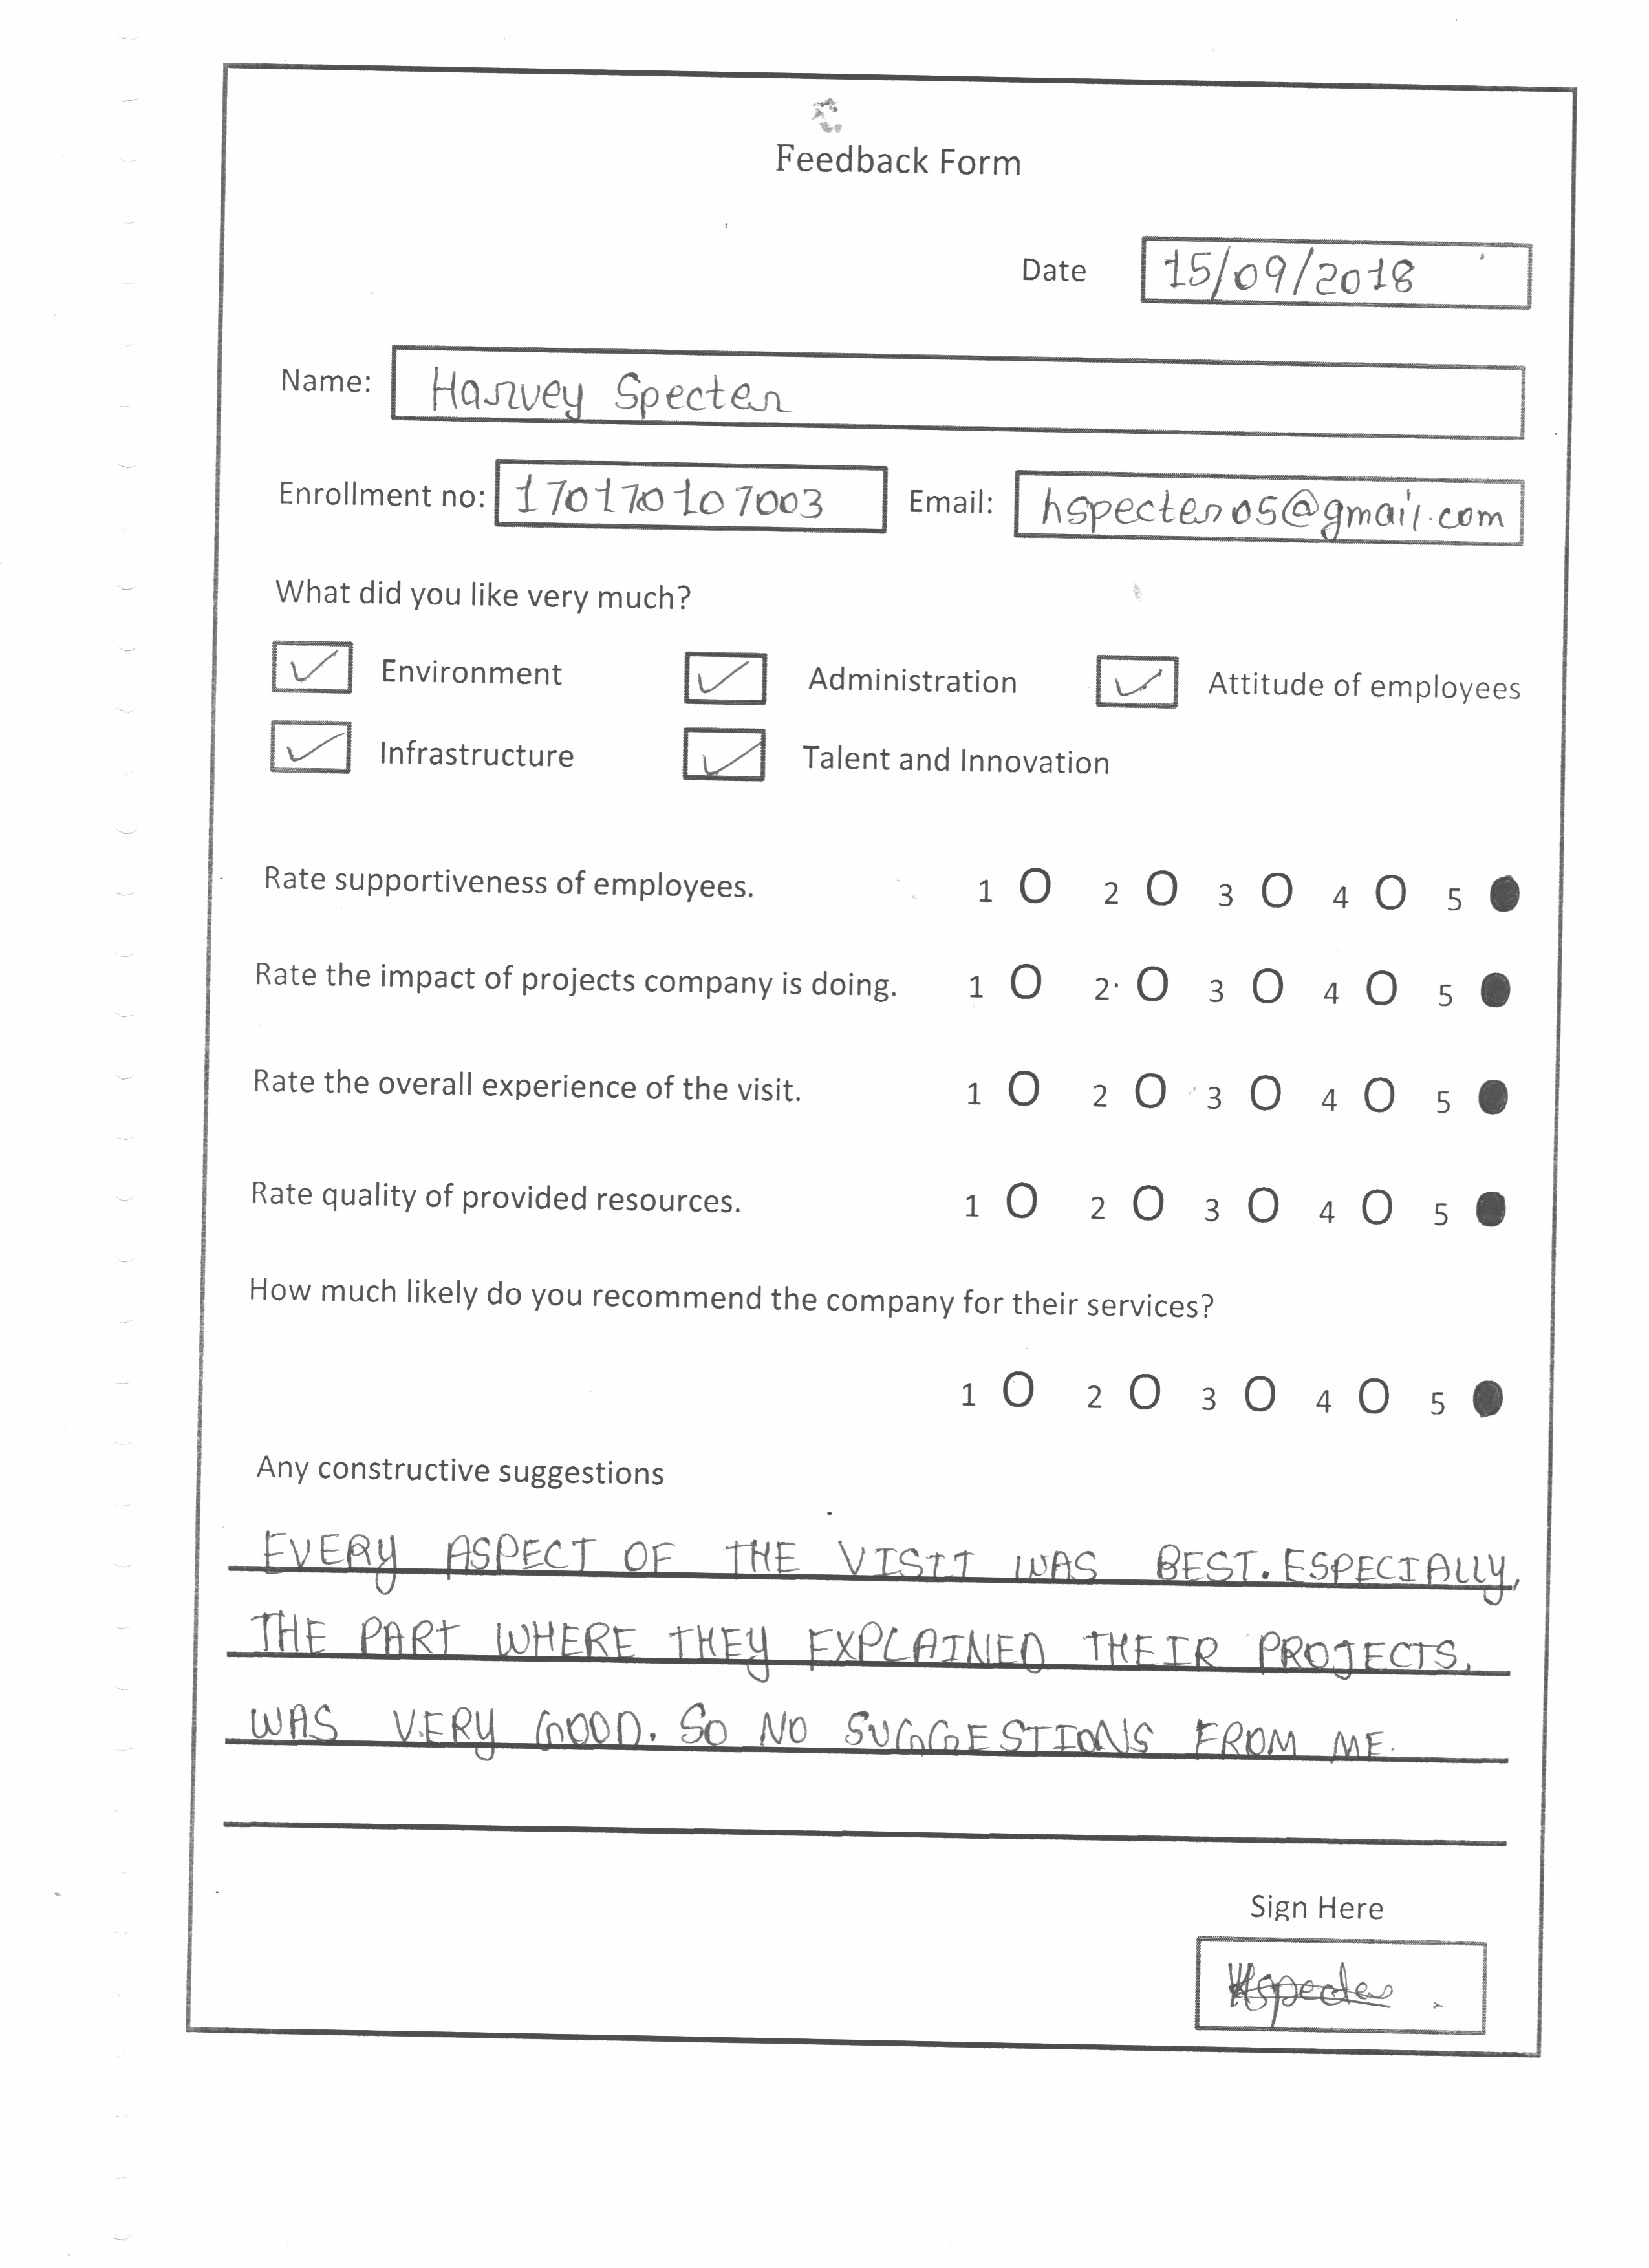 Feedback Form
Date 15/09/2018
Name: Harvey Specter
Enrollment no: 170170107003 Email: hspecter05@gmail.com
What did you like very much?
Environment Administration Attitude of employees
Infrastructure Talent and Innovation
Rate supportiveness of employees. 1 2 3 4 5
Rate the impact of projects company is doing. 1 2 3 4 5
Rate the overall experience of the visit. 1 2 3 4 5
Rate quality of provided resources. 1 2 3 4 5
How much likely do you recommend the company for their services?
1 2 3 4 5
Any constructive suggestions
EVERY ASPECT OF THE VISIT WAS BEST. ESPECIALLY,
THE PART WHERE THEY EXPLAINED THEIR PROJECTS,
WAS VERY GOOD. SO NO SUGGESTIONS FROM ME.
Sign Here
HSpecter